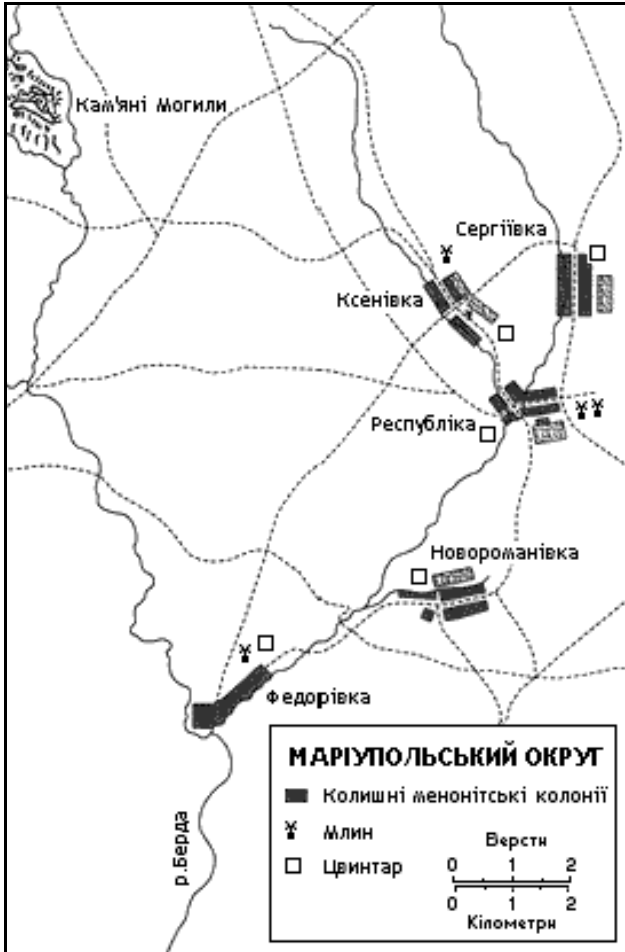 Кам'яні Могили
Сергіївка
Ксенівка
Республіка
Новороманівка
Федорівка
р.Берда
МАРІУПОЛЬСЬКИЙ ОКРУГ
Колишні менонітські колонії
Млин
Цвинтар
Версти
0 1 2
0 1 2
Кілометри